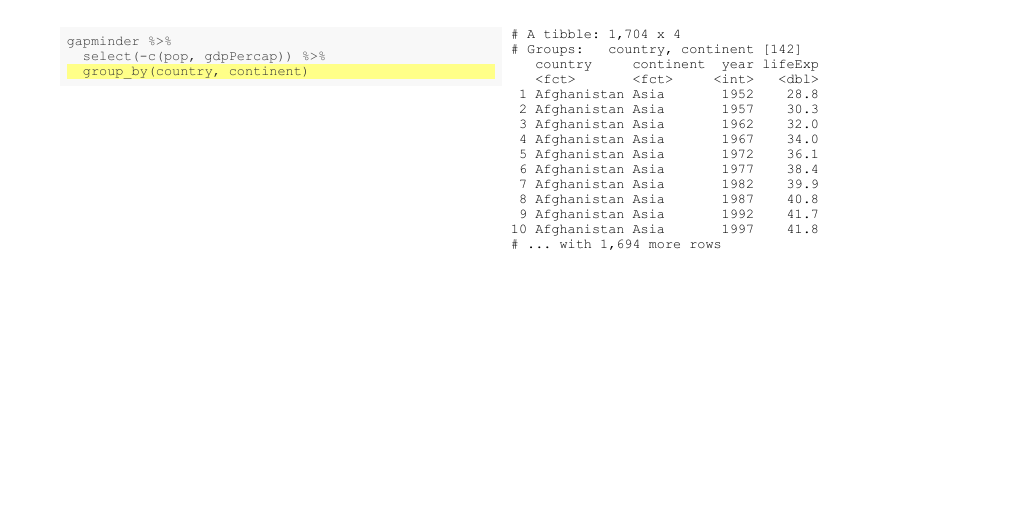 gapminder %>%
  select(-c(pop, gdpPercap)) %>%
  group_by(country, continent)
# A tibble: 1,704 x 4
# Groups:   country, continent [142]
   country     continent  year lifeExp
   <fct>       <fct>     <int>   <dbl>
 1 Afghanistan Asia       1952    28.8
 2 Afghanistan Asia       1957    30.3
 3 Afghanistan Asia       1962    32.0
 4 Afghanistan Asia       1967    34.0
 5 Afghanistan Asia       1972    36.1
 6 Afghanistan Asia       1977    38.4
 7 Afghanistan Asia       1982    39.9
 8 Afghanistan Asia       1987    40.8
 9 Afghanistan Asia       1992    41.7
10 Afghanistan Asia       1997    41.8
# ... with 1,694 more rows